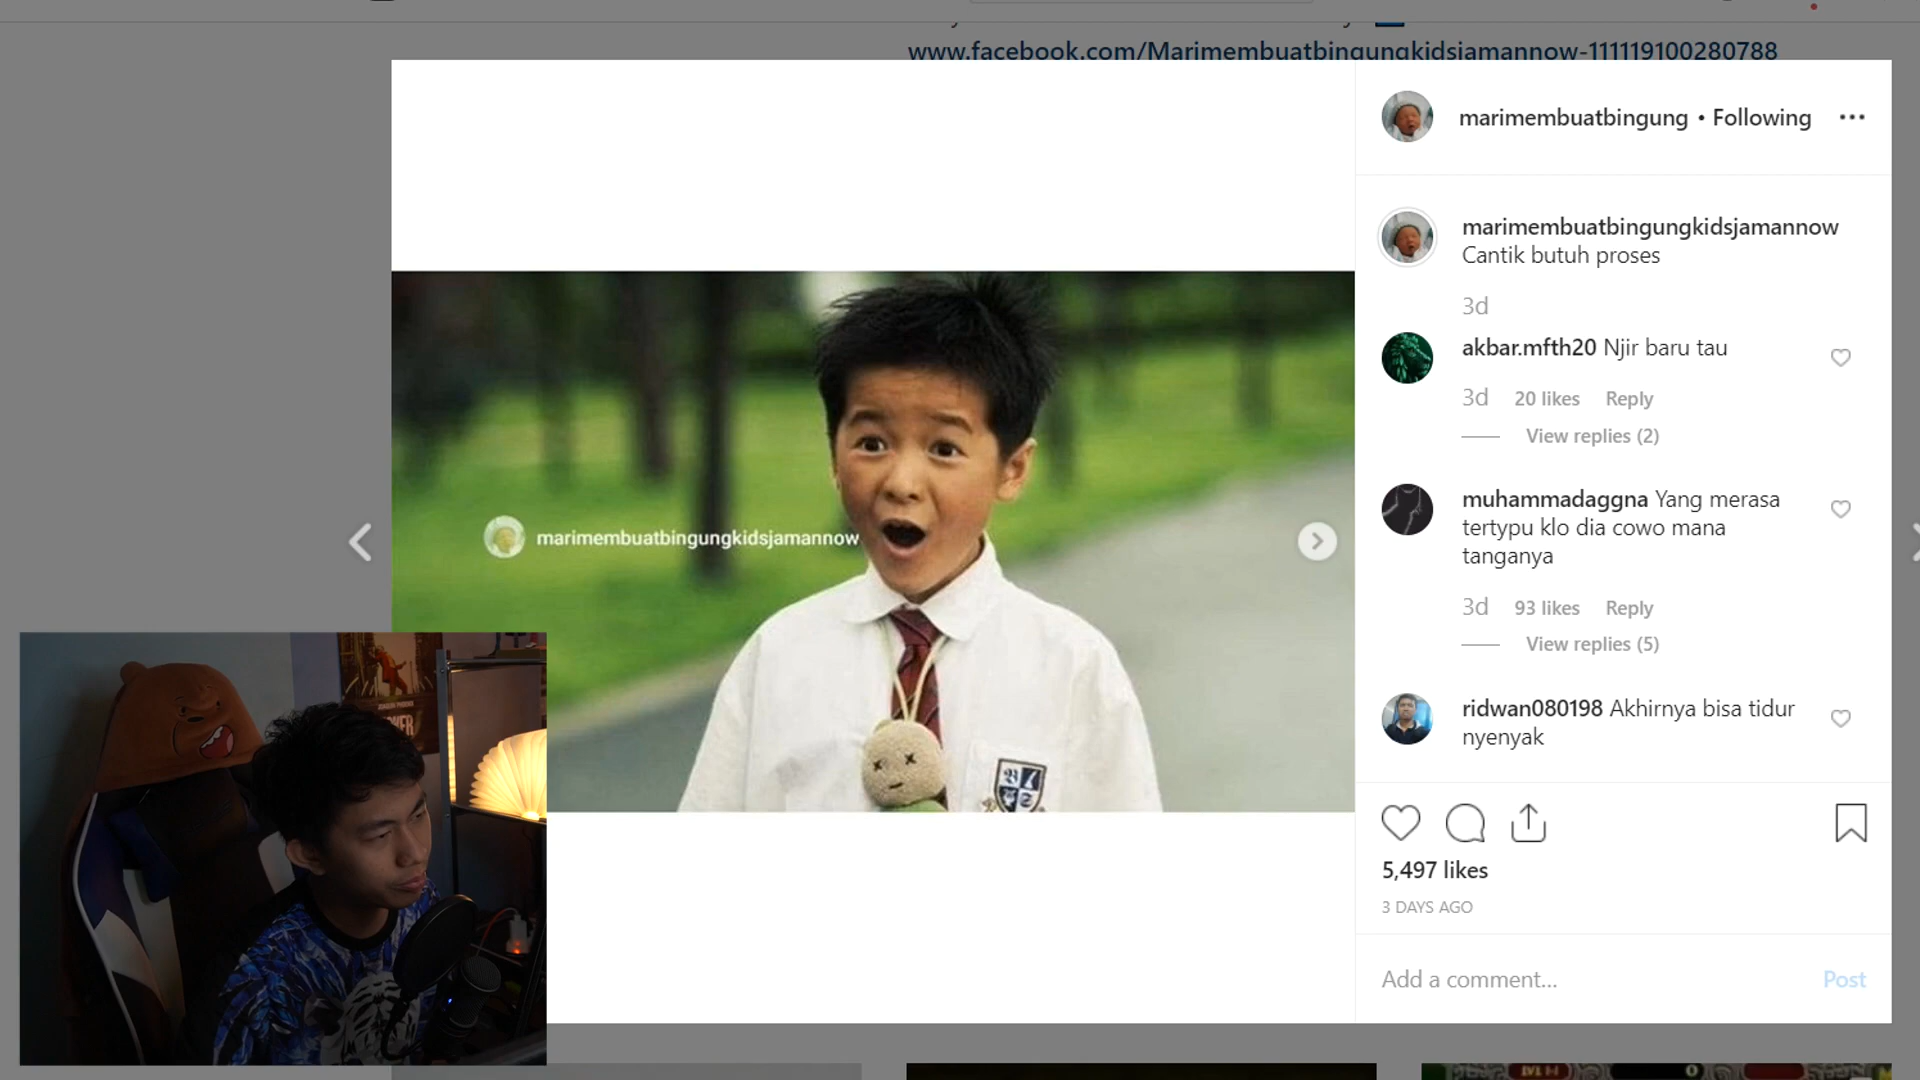 www.facebook.com/Marimembuatbingungkidsjamannow-111119100280788
marimembuatbingung • Following
marimembuatbingungkidsjamannow
Cantik butuh proses
3d
akbar.mfth20 Njir baru tau
3d 20 likes Reply
View replies (2)
muhammadaggna Yang merasa
tertypu klo dia cowo mana
tanganya
3d 93 likes Reply
View replies (5)
ridwan080198 Akhirnya bisa tidur
nyenyak
5,497 likes
3 DAYS AGO
Add a comment... Post
marimembuatbingungkidsjamannow